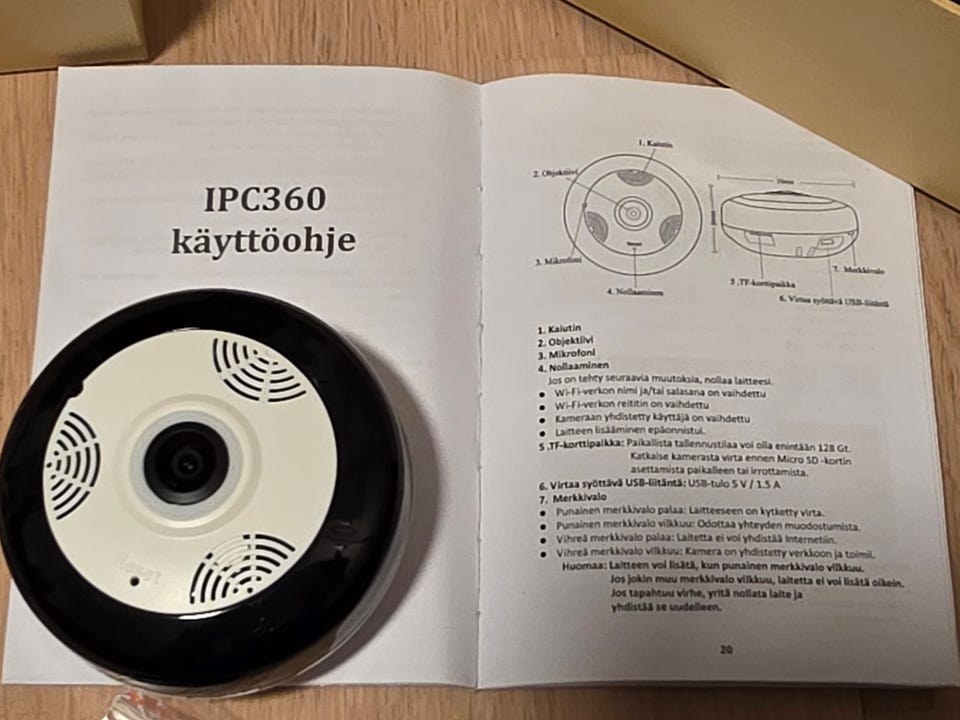 IPC360
käyttöohje
1. Kaiutin
2. Objektiivi
3. Mikrofoni
4. Nollaaminen
5 .TF-korttipaikka
6. Virtaa syöttävä USB-liitäntä
7. Merkkivalo
1. Kaiutin
2. Objektiivi
3. Mikrofoni
4. Nollaaminen
Jos on tehty seuraavia muutoksia, nollaa laitteesi.
● Wi-Fi-verkon nimi ja/tai salasana on vaihdettu
● Wi-Fi-verkon reititin on vaihdettu
● Kameraan yhdistetty käyttäjä on vaihdettu
● Laitteen lisääminen epäonnistui.
5 .TF-korttipaikka: Paikallista tallennustilaa voi olla enintään 128 Gt.
Katkaise kamerasta virta ennen Micro SD -kortin
asettamista paikalleen tai irrottamista.
6. Virtaa syöttävä USB-liitäntä: USB-tulo 5 V / 1.5 A
7. Merkkivalo
● Punainen merkkivalo palaa: Laitteeseen on kytketty virta.
● Punainen merkkivalo vilkkuu: Odottaa yhteyden muodostumista.
● Vihreä merkkivalo palaa: Laitetta ei voi yhdistää Internetiin.
● Vihreä merkkivalo vilkkuu: Kamera on yhdistetty verkkoon ja toimii.
Huomaa: Laitteen voi lisätä, kun punainen merkkivalo vilkkuu.
Jos jokin muu merkkivalo vilkkuu, laitetta ei voi lisätä oikein.
Jos tapahtuu virhe, yritä nollata laite ja
yhdistää se uudelleen.
20
Reset